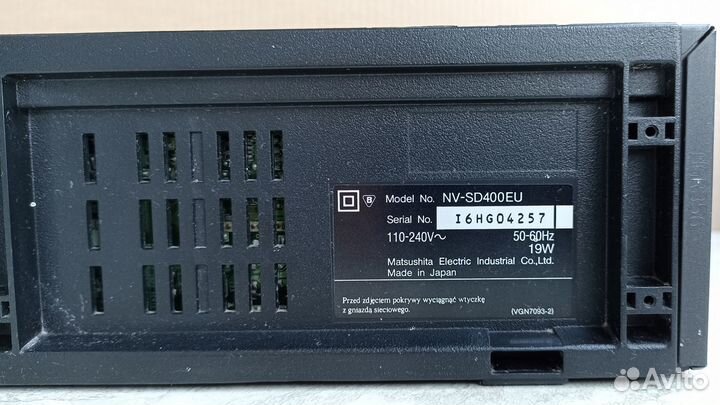 B
Model No. NV-SD400EU
Serial No. I6HG04257
110-240V~ 50-60Hz
19W
Matsushita Electric Industrial Co.,Ltd.
Made in Japan
Przed zdjęciem pokrywy wyciągnąć wtyczkę
z gniazda sieciowego.
(VGN7093-2)
Avito